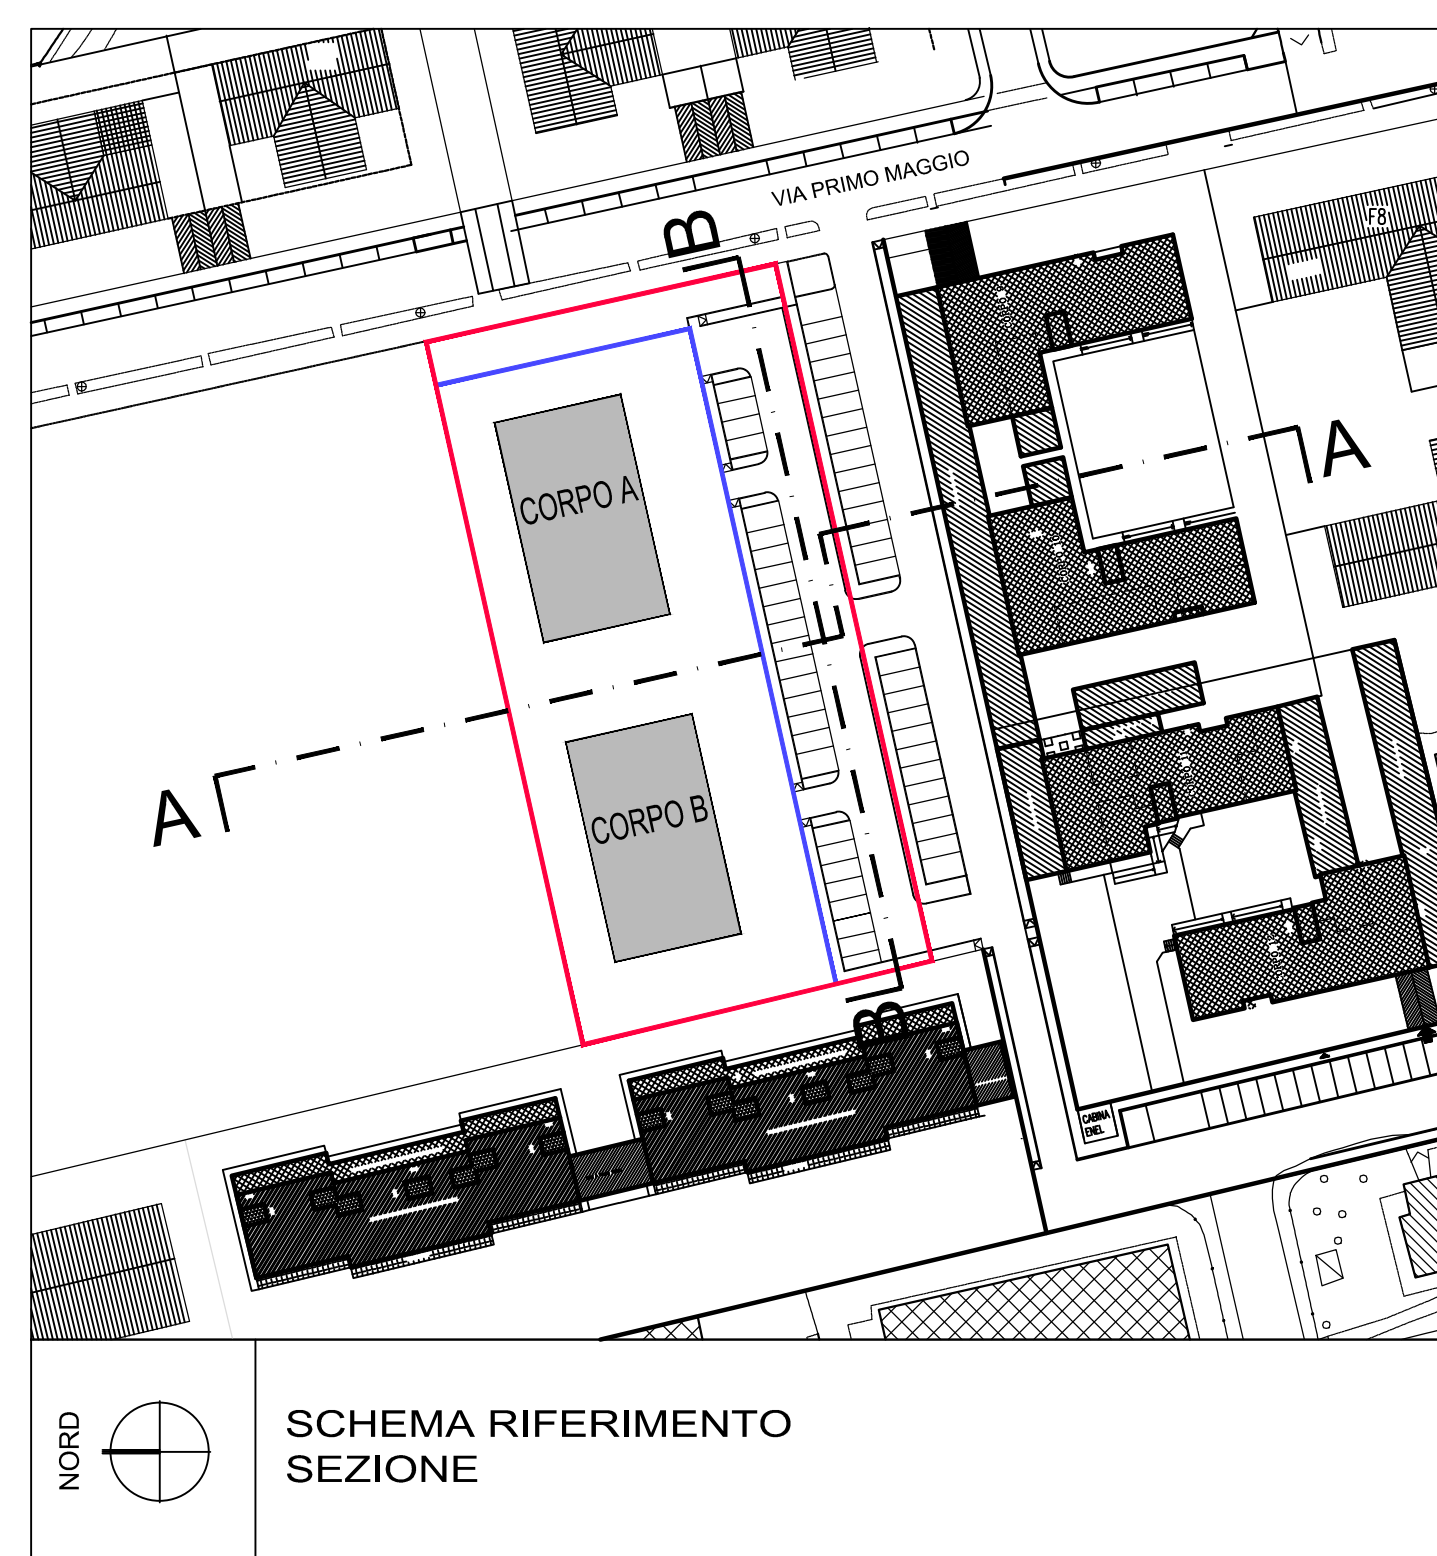 VIA PRIMO MAGGIO
B
F8
A
CORPO A
A
CORPO B
B
CABINA
ENEL
NORD
SCHEMA RIFERIMENTO
SEZIONE